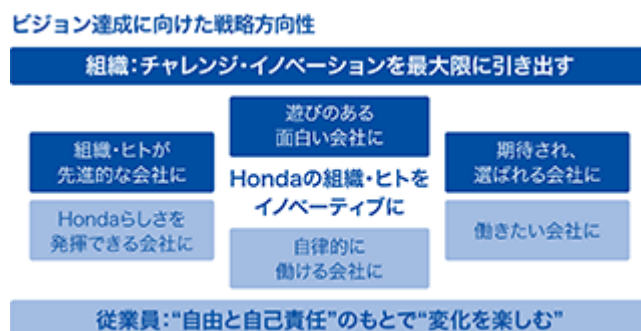 ビジョン達成に向けた戦略方向性
組織：チャレンジ・イノベーションを最大限に引き出す
遊びのある
面白い会社に
組織・ヒトが
先進的な会社に
期待され、
選ばれる会社に
Hondaの組織・ヒトを
イノベーティブに
Hondaらしさを
発揮できる会社に
自律的に
働ける会社に
働きたい会社に
従業員：“自由と自己責任”のもとで“変化を楽しむ”